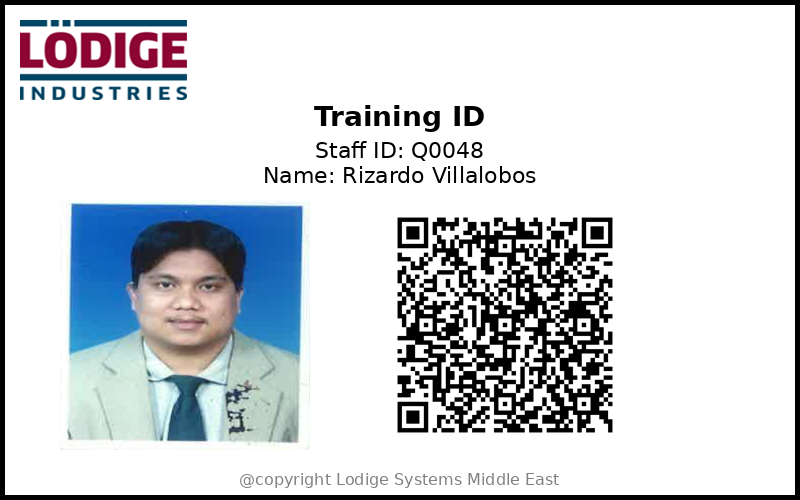 LÖDIGE
INDUSTRIES
Training ID
Staff ID: Q0048
Name: Rizardo Villalobos
@copyright Lodige Systems Middle East